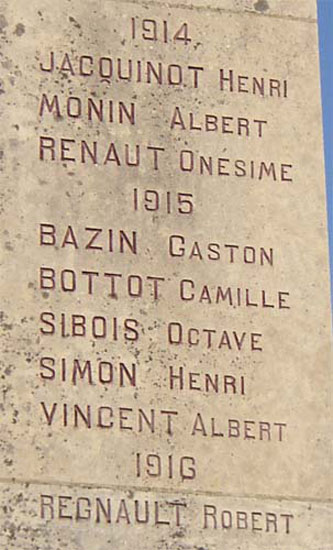 1914
JACQUINOT HENRI
MONIN ALBERT
RENAUT ONÉSIME
1915
BAZIN GASTON
BOTTOT CAMILLE
SIBOIS OCTAVE
SIMON HENRI
VINCENT ALBERT
1916
REGNAULT ROBERT